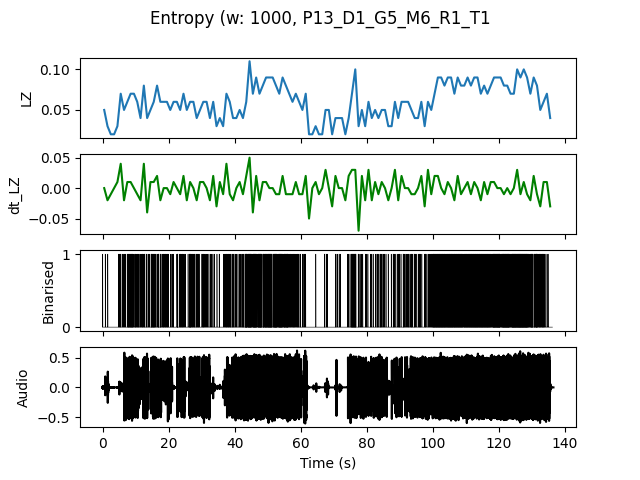 Entropy (w: 1000, P13_D1_G5_M6_R1_T1
0.10
0.05
LZ
0.05
0.00
−0.05
dt_LZ
1
0
Binarised
0.5
0.0
−0.5
Audio
0 20 40 60 80 100 120 140
Time (s)